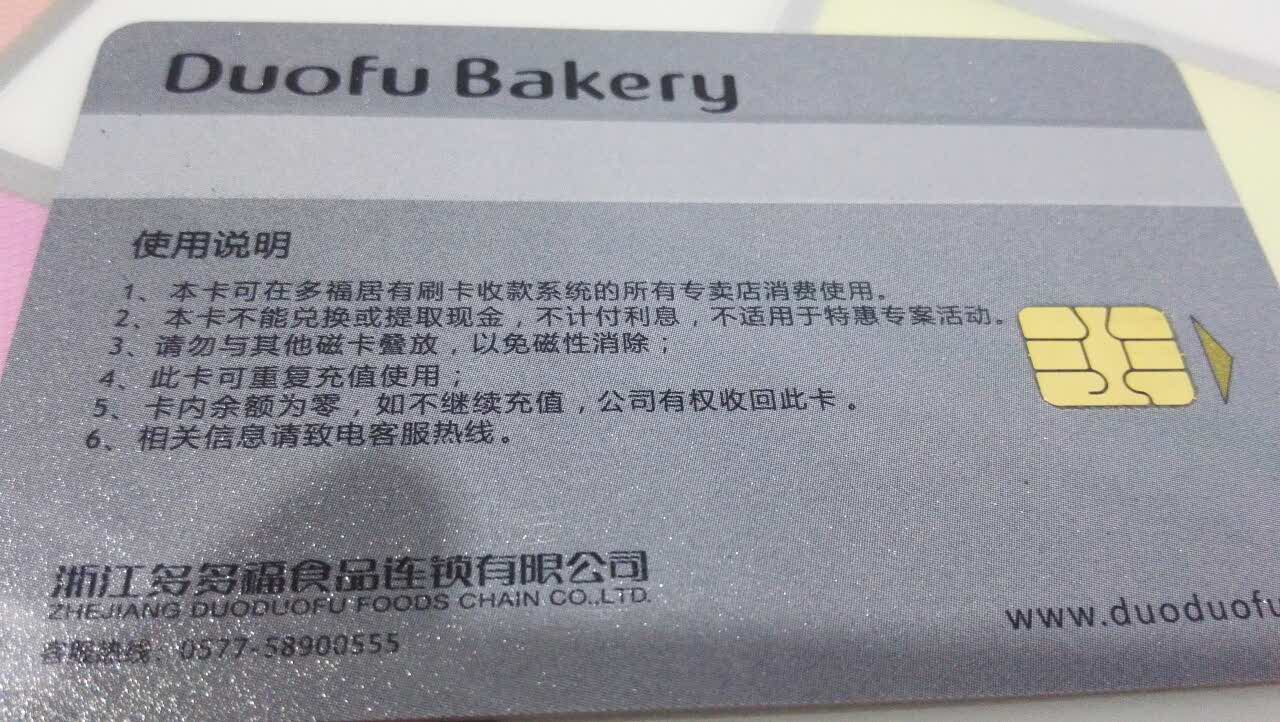 Duofu Bakery
使用说明
1、本卡可在多福居有刷卡收款系统的所有专卖店消费使用。
2、本卡不能兑换或提取现金，不计付利息，不适用于特惠专案活动。
3、请勿与其他磁卡叠放，以免磁性消除；
4、此卡可重复充值使用；
5、卡内余额为零，如不继续充值，公司有权收回此卡。
6、相关信息请致电客服热线。
浙江多多福食品连锁有限公司
ZHEJIANG DUODUOFU FOODS CHAIN CO.,LTD.
客服热线：0577-58900555
www.duoduofu